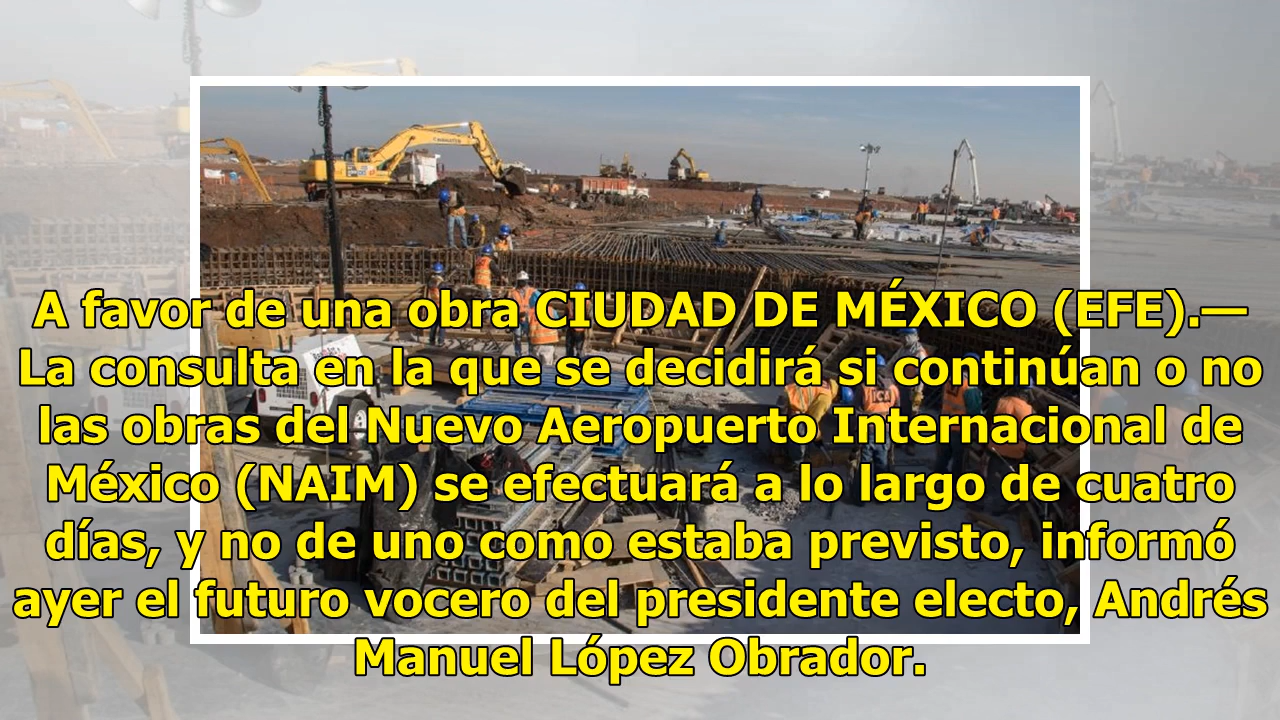 A favor de una obra CIUDAD DE MÉXICO (EFE).—
La consulta en la que se decidirá si continúan o no
las obras del Nuevo Aeropuerto Internacional de
México (NAIM) se efectuará a lo largo de cuatro
días, y no de uno como estaba previsto, informó
ayer el futuro vocero del presidente electo, Andrés
Manuel López Obrador.
ICA